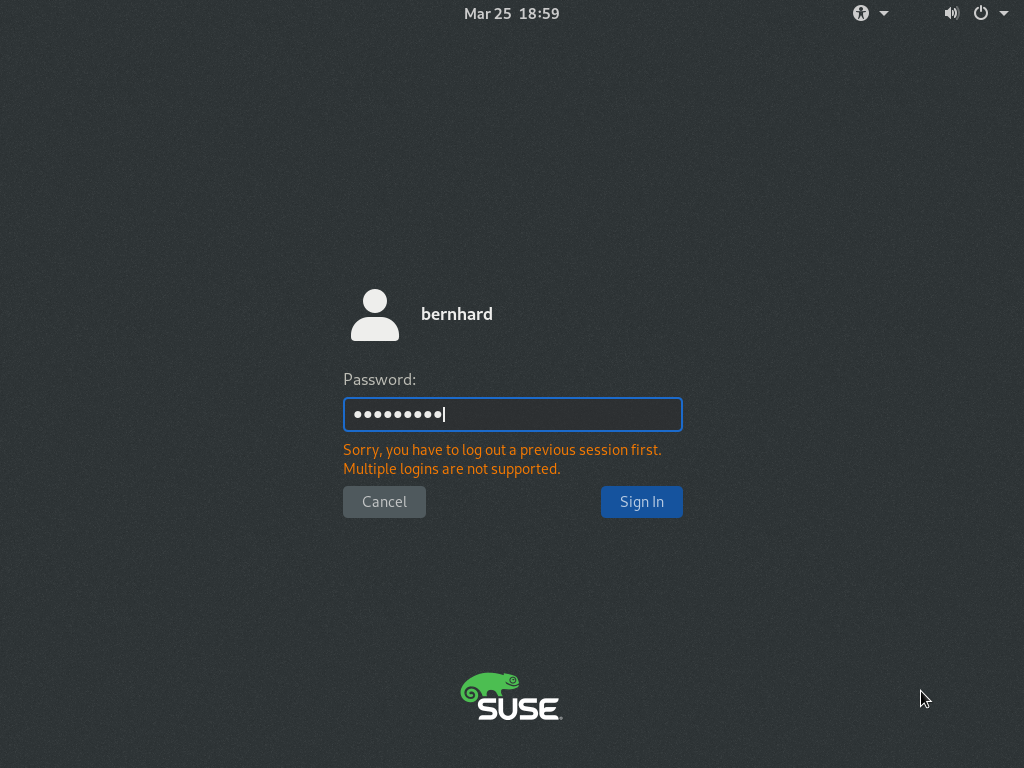 Mar 25 18:59
bernhard
Password:
●●●●●●●●●
Sorry, you have to log out a previous session first.
Multiple logins are not supported.
Cancel
Sign In
SUSE.